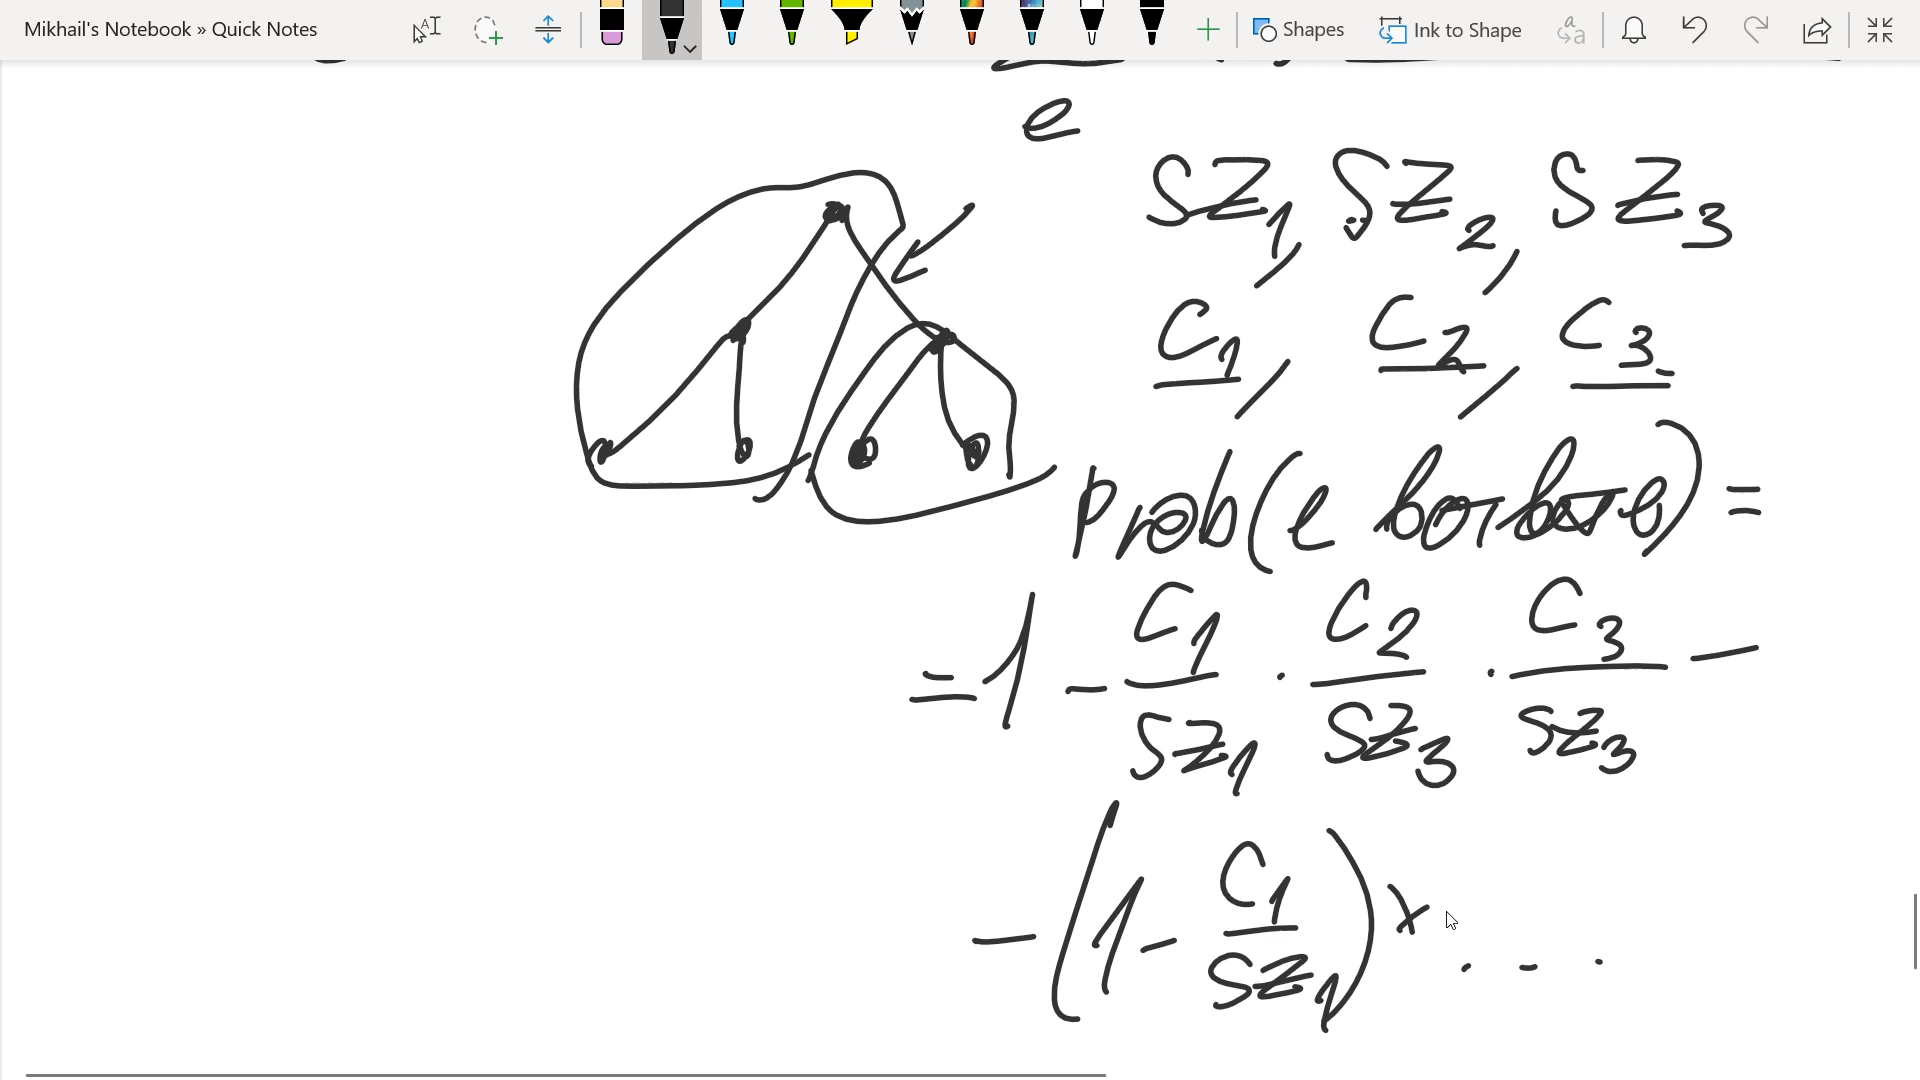 Mikhail's Notebook » Quick Notes
Shapes
Ink to Shape
e
SZ1, SZ2, SZ3
C1, C2, C3
Prob(e =
= 1 - C1/SZ1 · C2/SZ3 · C3/SZ3 -
- (1 - C1/SZ1) × ...